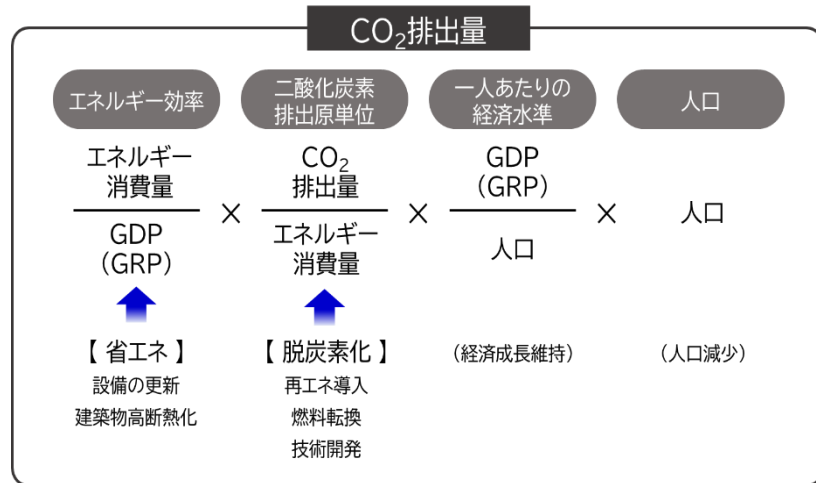 CO₂排出量
エネルギー効率
二酸化炭素
排出原単位
一人あたりの
経済水準
人口
エネルギー
消費量
GDP
(GRP)
×
CO₂
排出量
エネルギー
消費量
×
GDP
(GRP)
人口
×
人口
【 省エネ 】
設備の更新
建築物高断熱化
【 脱炭素化 】
再エネ導入
燃料転換
技術開発
(経済成長維持)
(人口減少)